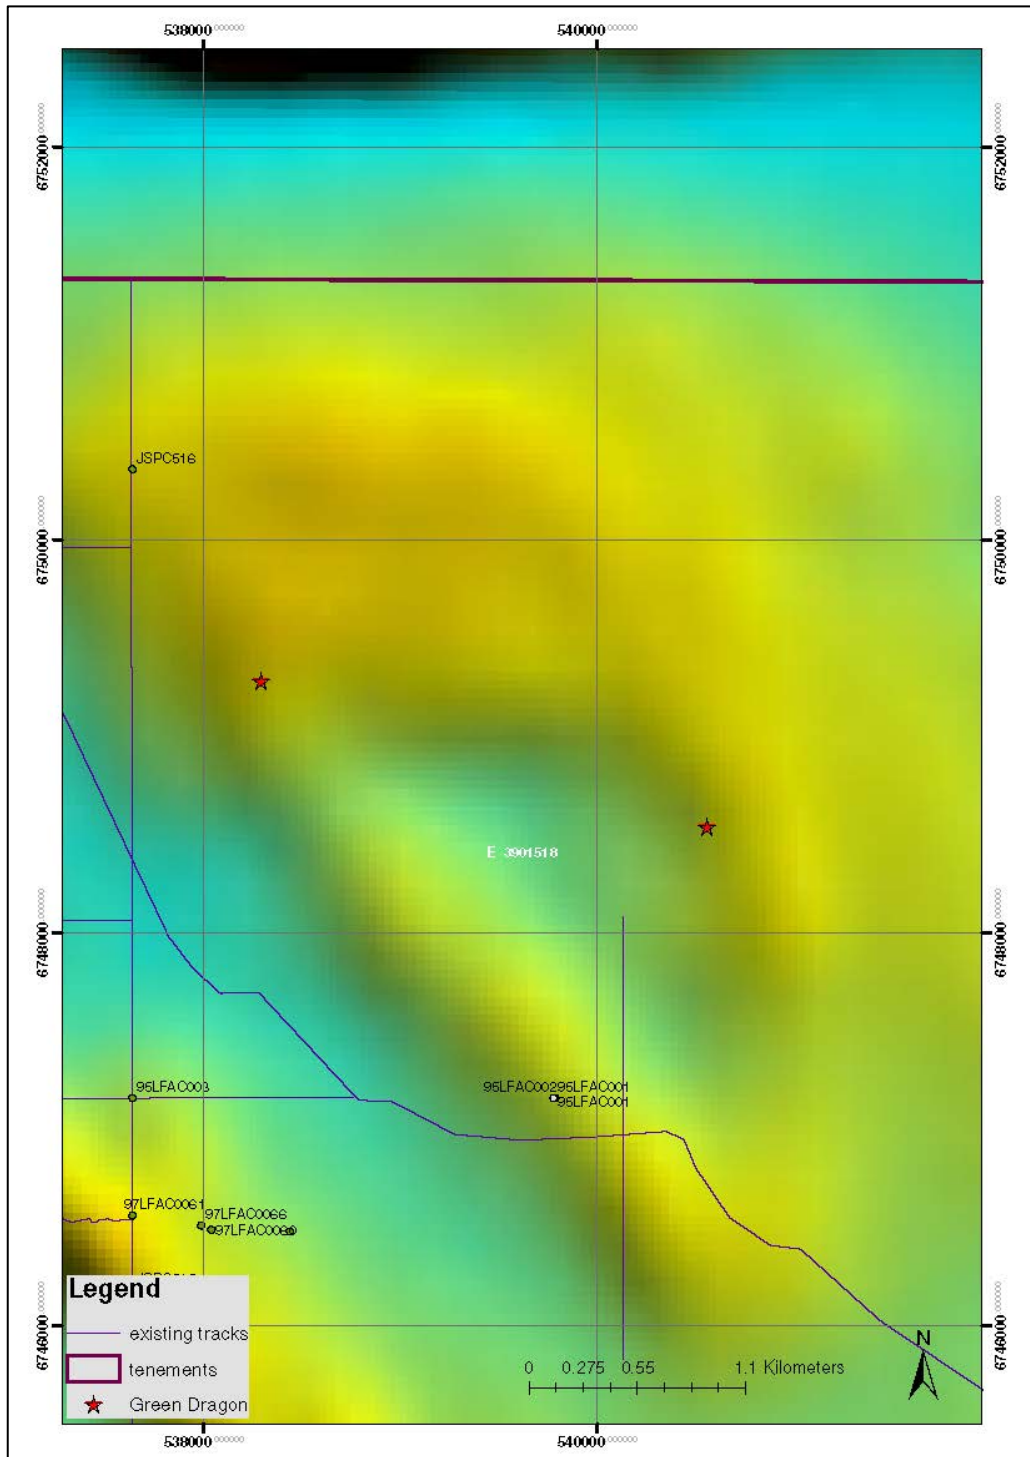 538000
540000
6752000
6752000
JSPC516
6750000
6750000
E 3901518
6748000
6748000
95LFAC003
95LFAC002 95LFAC001
95LFAC001
97LFAC0061
97LFAC0066
Legend
existing tracks
tenements
Green Dragon
0 0.275 0.55 1.1 Kilometers
N
6746000
6746000
538000
540000